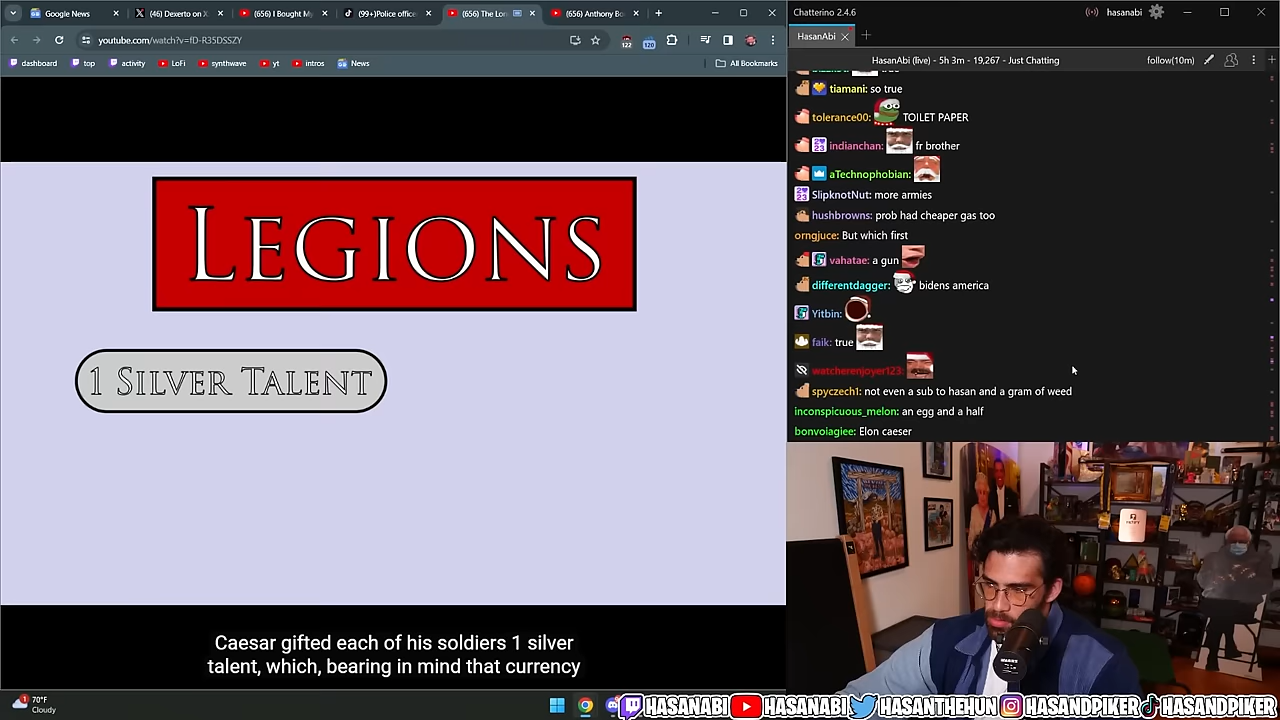 Google News
(46) Dexerto on X
(656) I Bought My
(99+)Police office
(656) The Lon
(656) Anthony Bo
youtube.com/watch?v=fD-R35DSSZY
122
120
dashboard
top
activity
LoFi
synthwave
yt
intros
News
All Bookmarks
LEGIONS
1 SILVER TALENT
Caesar gifted each of his soldiers 1 silver
talent, which, bearing in mind that currency
1
70°F
Cloudy
Chatterino 2.4.6
hasanabi
HasanAbi
HasanAbi (live) - 5h 3m - 19,267 - Just Chatting
follow(10m)
tiamani: so true
tolerance00: TOILET PAPER
indianchan: fr brother
aTechnophobian:
SlipknotNut: more armies
hushbrowns: prob had cheaper gas too
orngjuce: But which first
vahatae: a gun
differentdagger: bidens america
Yitbin:
faik: true
watcherenjoyer123:
spyczech1: not even a sub to hasan and a gram of weed
inconspicuous_melon: an egg and a half
bonvoiagiee: Elon caeser
HASANABI
HASANABI
HASANTHEHUN
HASANDPIKER
HASANDPIKER